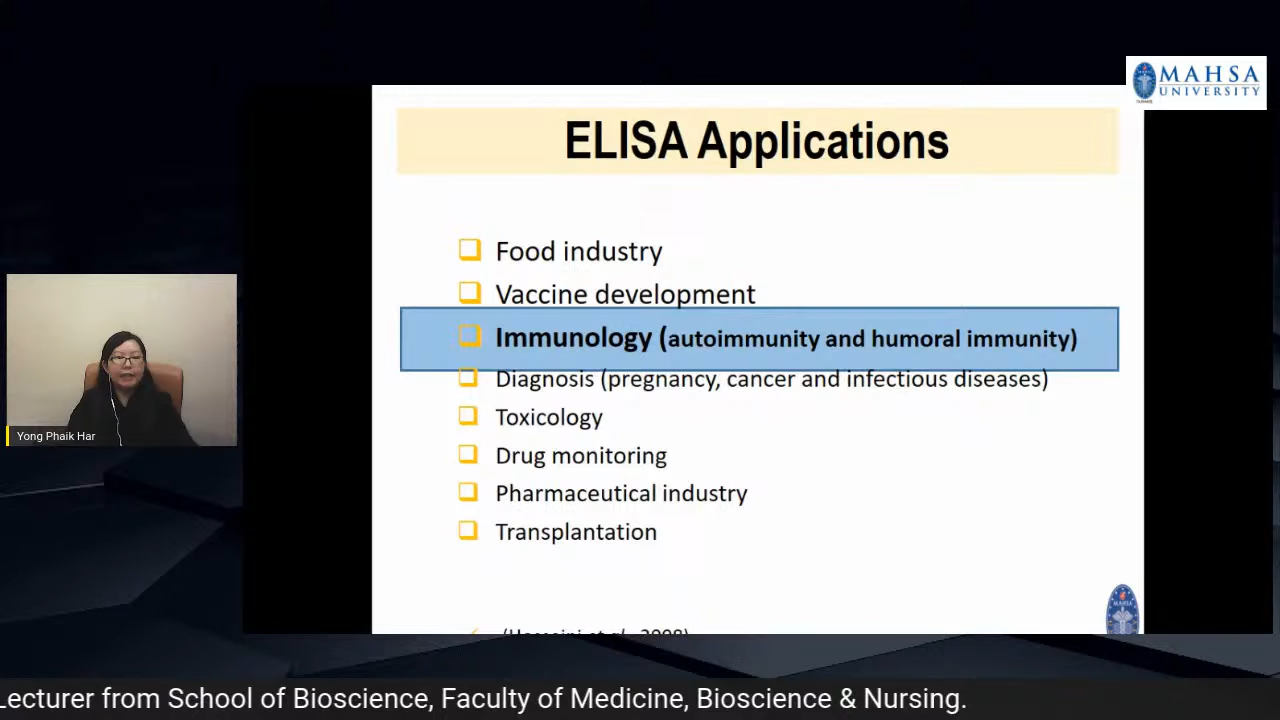 MAHSA
UNIVERSITY
ELISA Applications
Food industry
Vaccine development
Immunology (autoimmunity and humoral immunity)
Diagnosis (pregnancy, cancer and infectious diseases)
Toxicology
Drug monitoring
Pharmaceutical industry
Transplantation
Yong Phaik Har
MAHSA
Lecturer from School of Bioscience, Faculty of Medicine, Bioscience & Nursing.